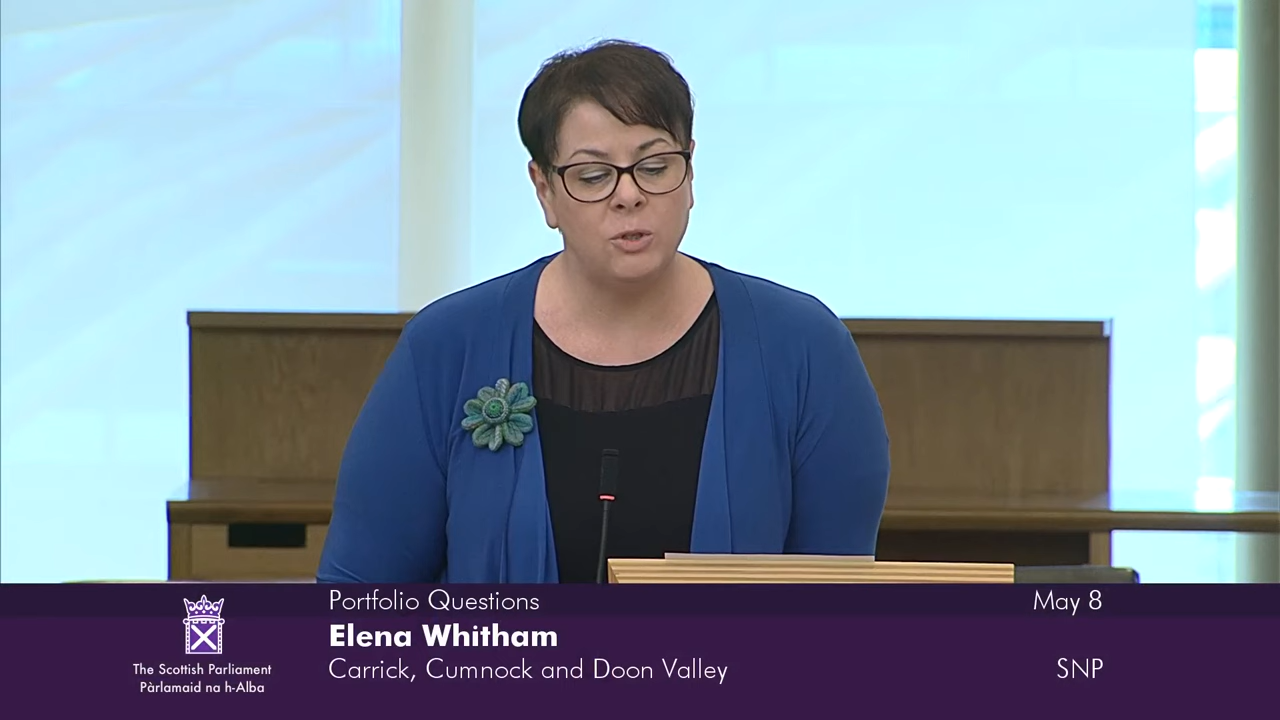 Portfolio Questions
May 8
Elena Whitham
Carrick, Cumnock and Doon Valley
SNP
The Scottish Parliament
Pàrlamaid na h-Alba